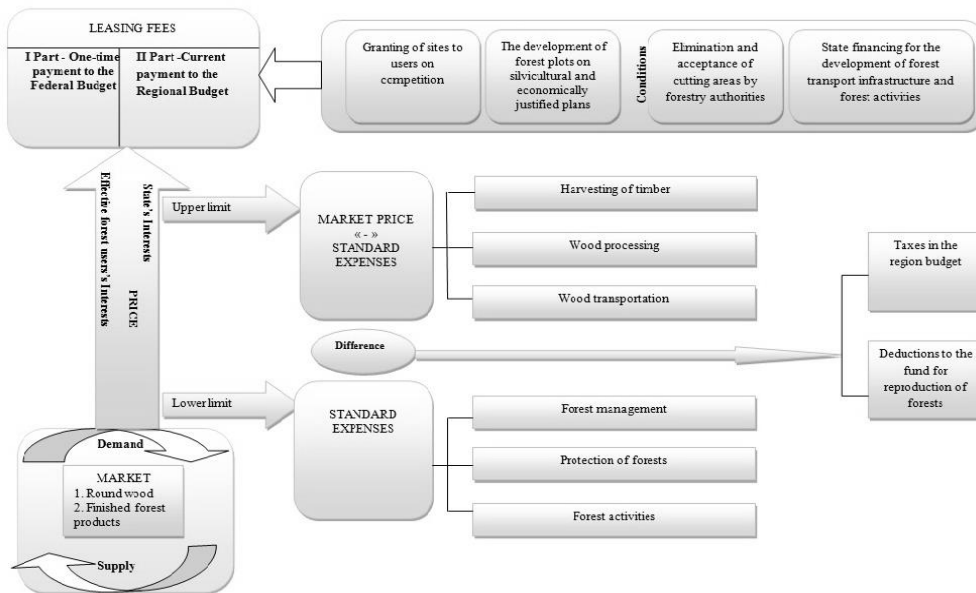 LEASING FEES
I Part - One-time
payment to the
Federal Budget
II Part -Current
payment to the
Regional Budget
Granting of sites to
users on
competition
The development of
forest plots on
silvicultural and
economically
justified plans
Conditions
Elimination and
acceptance of
cutting areas by
forestry authorities
State financing for the
development of forest
transport infrastructure and
forest activities
Effective forest users's Interests
State's Interests
PRICE
Upper limit
MARKET PRICE
« - »
STANDARD
EXPENSES
Harvesting of timber
Wood processing
Wood transportation
Difference
Taxes in the
region budget
Deductions to the
fund for
reproduction of
forests
Lower limit
STANDARD
EXPENSES
Forest management
Protection of forests
Forest activities
Demand
MARKET
1. Round wood
2. Finished forest
products
Supply